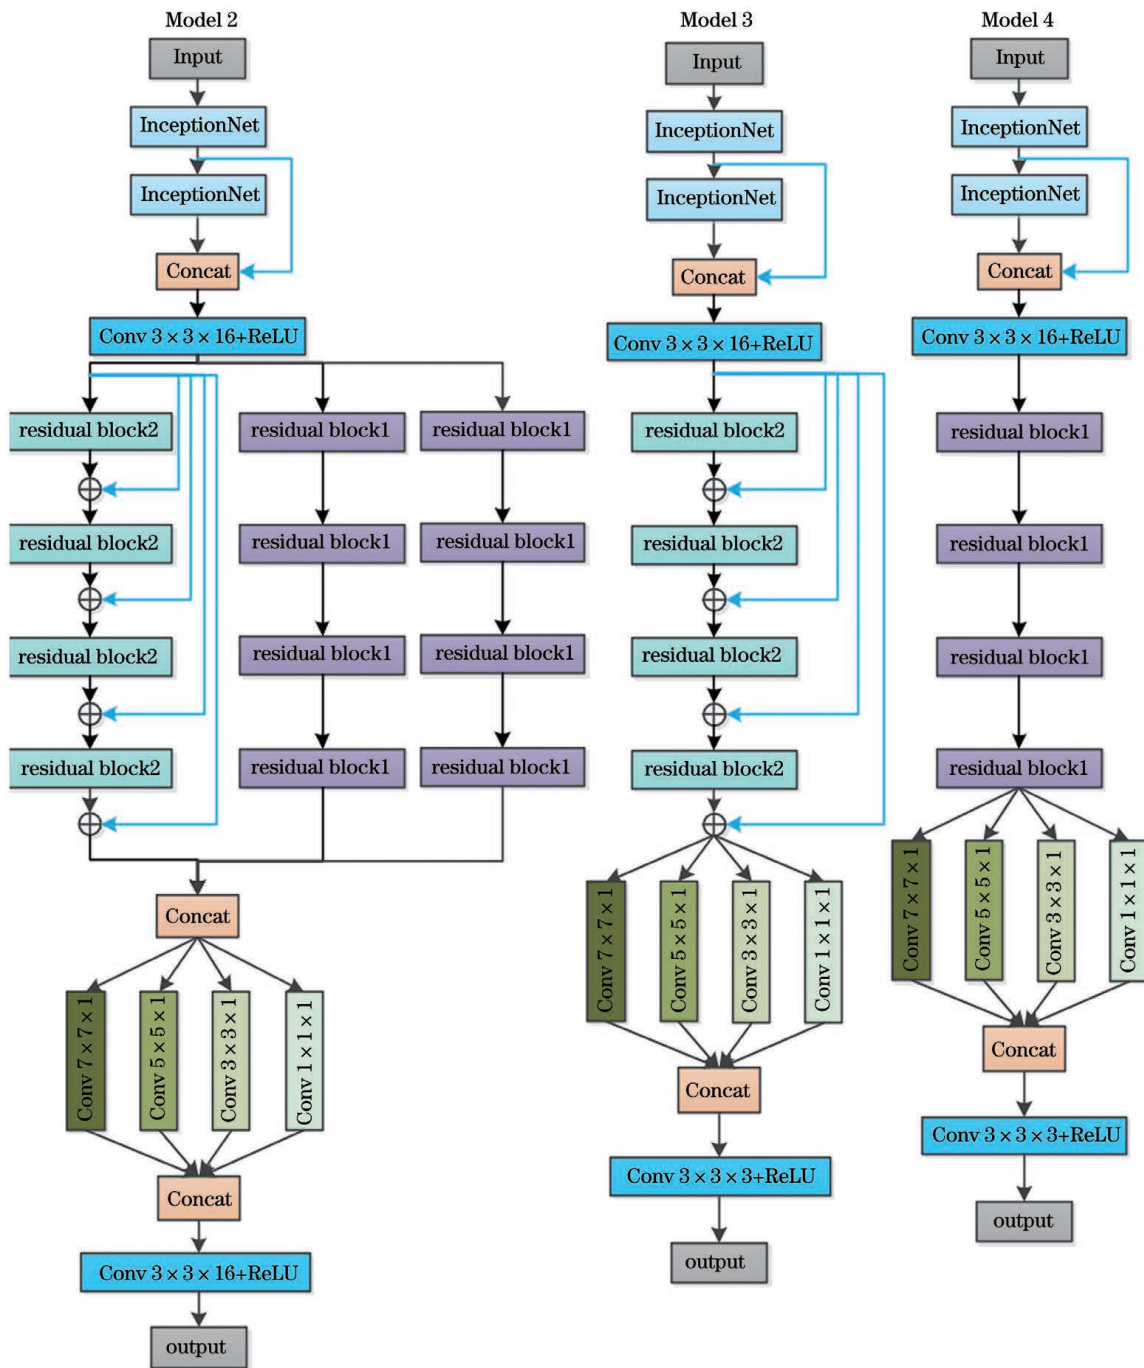 Model 2
Input
InceptionNet
InceptionNet
Concat
Conv 3 × 3 × 16+ReLU
residual block2
residual block1
residual block1
residual block2
residual block1
residual block1
residual block2
residual block1
residual block1
residual block2
residual block1
residual block1
Concat
Conv 7 × 7 × 1
Conv 5 × 5 × 1
Conv 3 × 3 × 1
Conv 1 × 1 × 1
Concat
Conv 3 × 3 × 16+ReLU
output
Model 3
Input
InceptionNet
InceptionNet
Concat
Conv 3 × 3 × 16+ReLU
residual block2
residual block2
residual block2
residual block2
Conv 7 × 7 × 1
Conv 5 × 5 × 1
Conv 3 × 3 × 1
Conv 1 × 1 × 1
Concat
Conv 3 × 3 × 3+ReLU
output
Model 4
Input
InceptionNet
InceptionNet
Concat
Conv 3 × 3 × 16+ReLU
residual block1
residual block1
residual block1
residual block1
Conv 7 × 7 × 1
Conv 5 × 5 × 1
Conv 3 × 3 × 1
Conv 1 × 1 × 1
Concat
Conv 3 × 3 × 3+ReLU
output